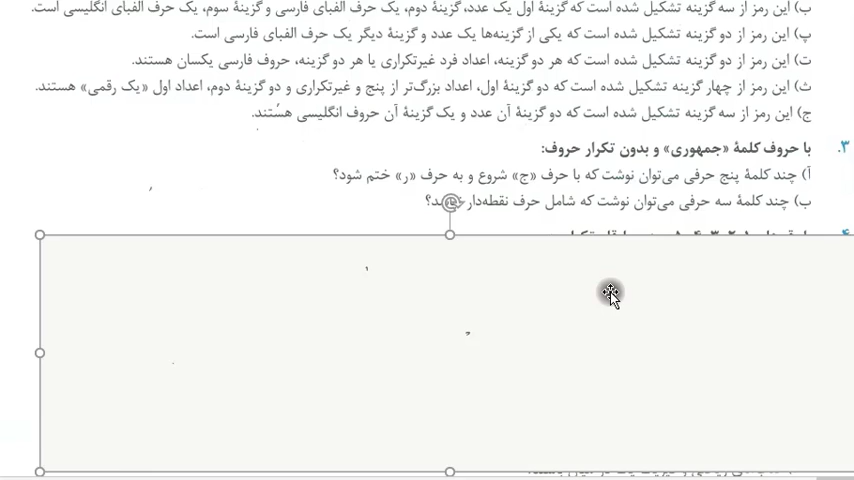 ب) این رمز از سه گزینه تشکیل شده است که گزینهٔ اول یک عدد، گزینهٔ دوم، یک حرف الفبای فارسی و گزینهٔ سوم، یک حرف الفبای انگلیسی است.
پ) این رمز از دو گزینه تشکیل شده است که یکی از گزینه‌ها یک عدد و گزینهٔ دیگر یک حرف الفبای فارسی است.
ت) این رمز از دو گزینه تشکیل شده است که هر دو گزینه، اعداد فرد غیرتکراری یا هر دو گزینه، حروف فارسی یکسان هستند.
ث) این رمز از چهار گزینه تشکیل شده است که دو گزینهٔ اول، اعداد بزرگ‌تر از پنج و غیرتکراری و دو گزینهٔ دوم، اعداد اول «یک رقمی» هستند.
ج) این رمز از سه گزینه تشکیل شده است که دو گزینهٔ آن عدد و یک گزینهٔ آن حروف انگلیسی هستند.
۳. با حروف کلمهٔ «جمهوری» و بدون تکرار حروف:
آ) چند کلمهٔ پنج حرفی می‌توان نوشت که با حرف «ج» شروع و به حرف «ر» ختم شود؟
ب) چند کلمهٔ سه حرفی می‌توان نوشت که شامل حرف نقطه‌دار